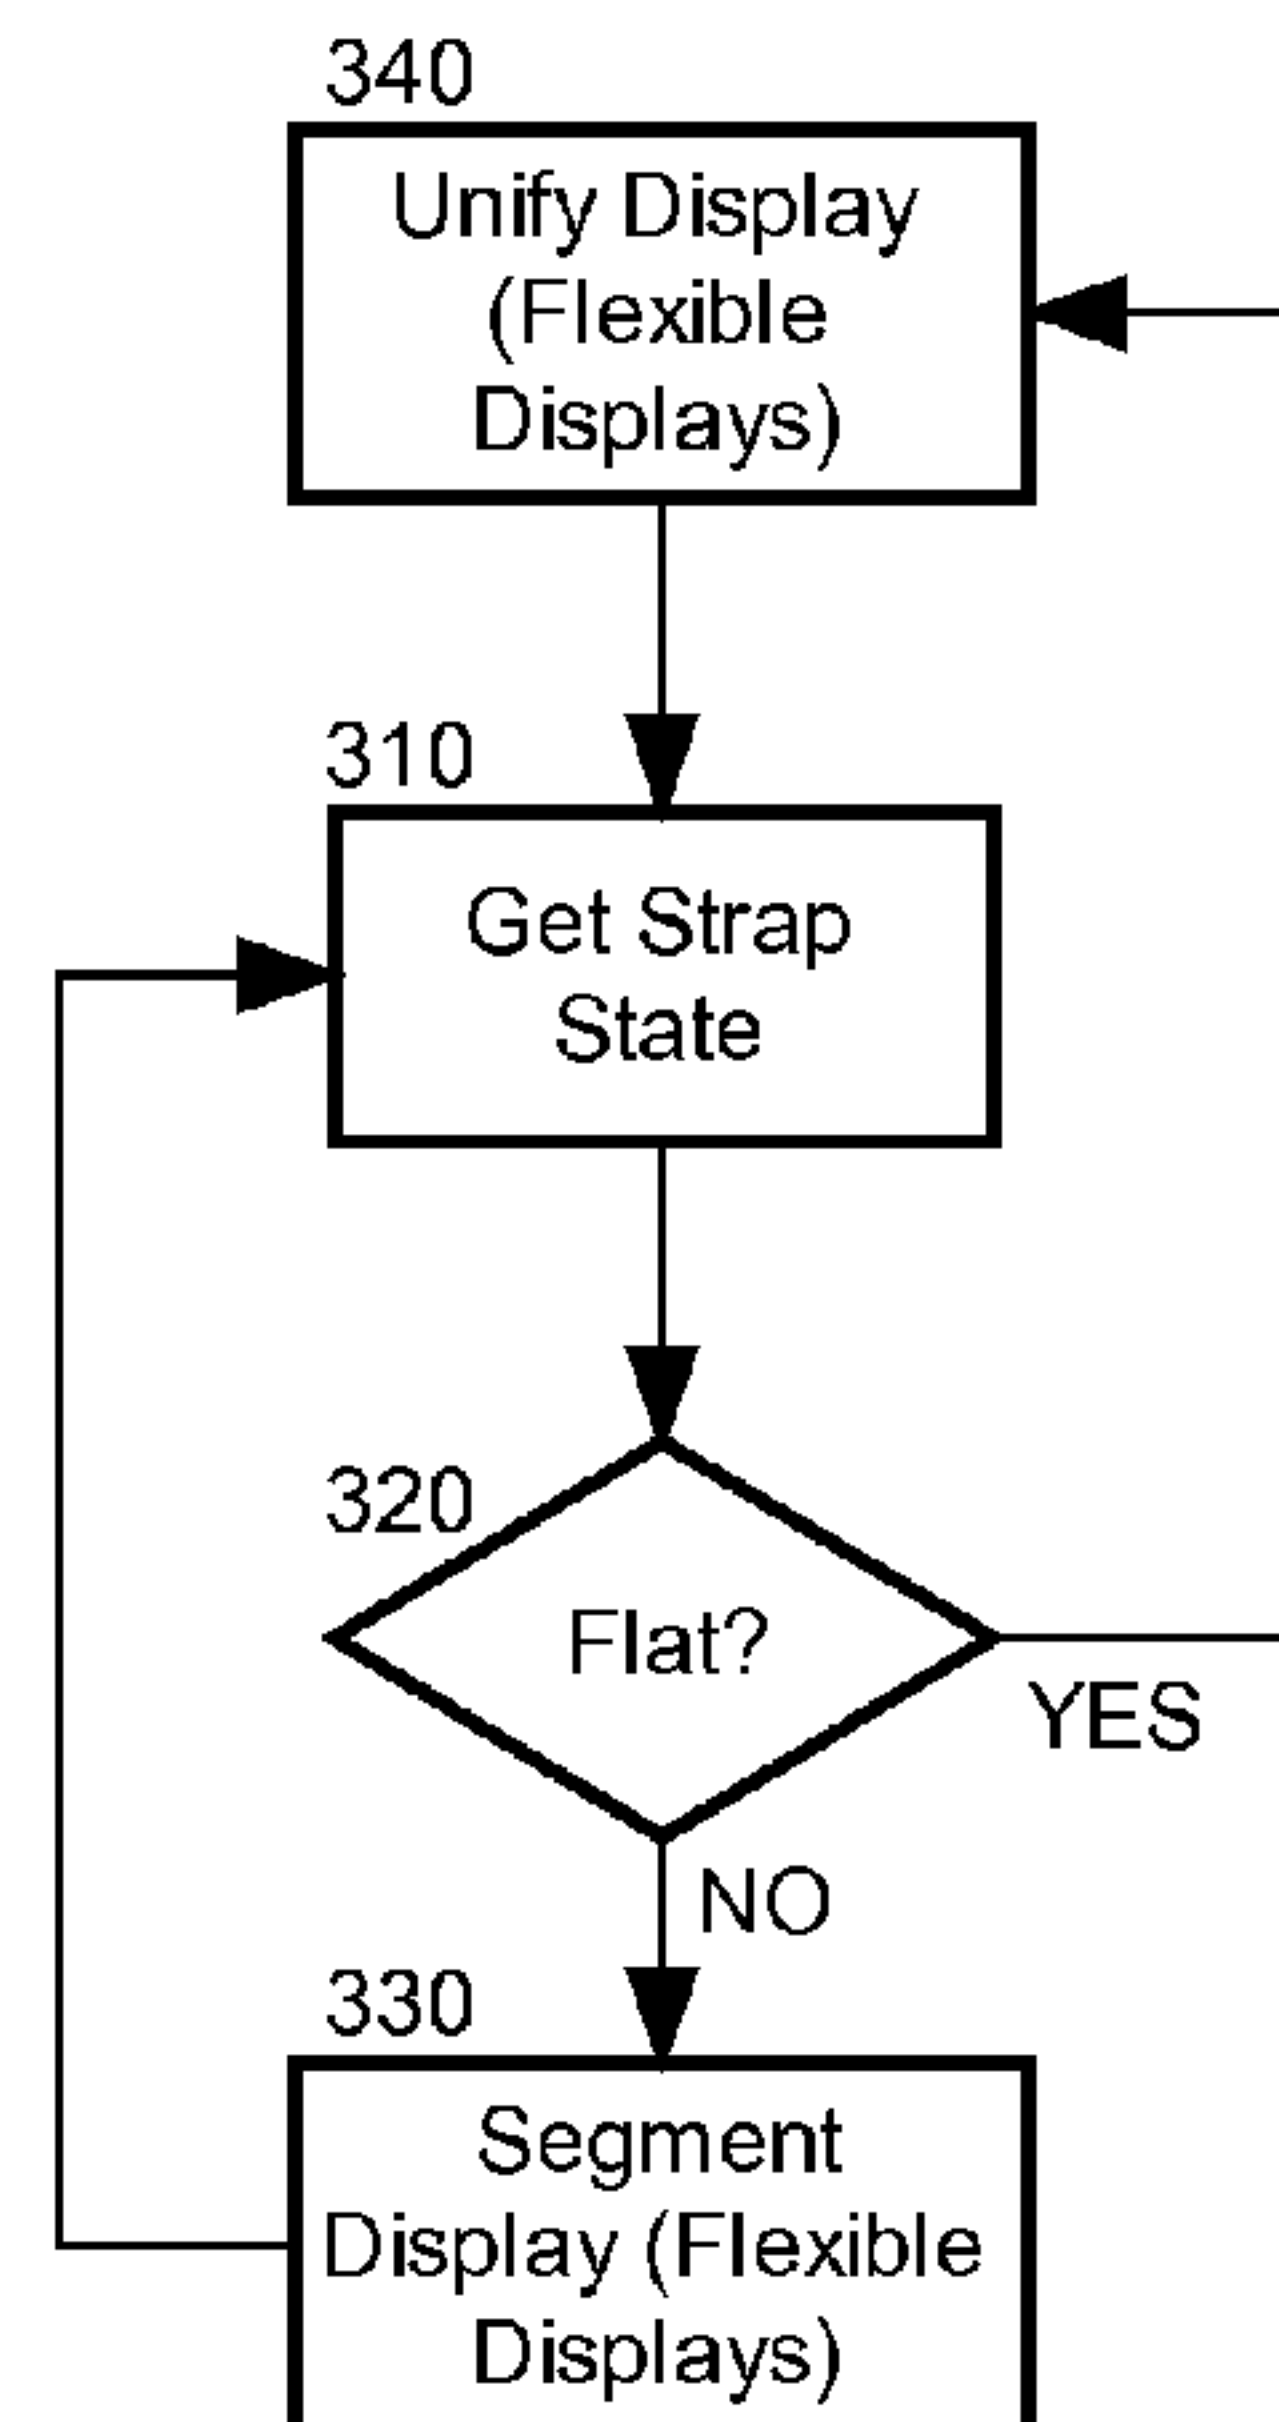 340
Unify Display
(Flexible
Displays)
310
Get Strap
State
320
Flat?
YES
NO
330
Segment
Display (Flexible
Displays)